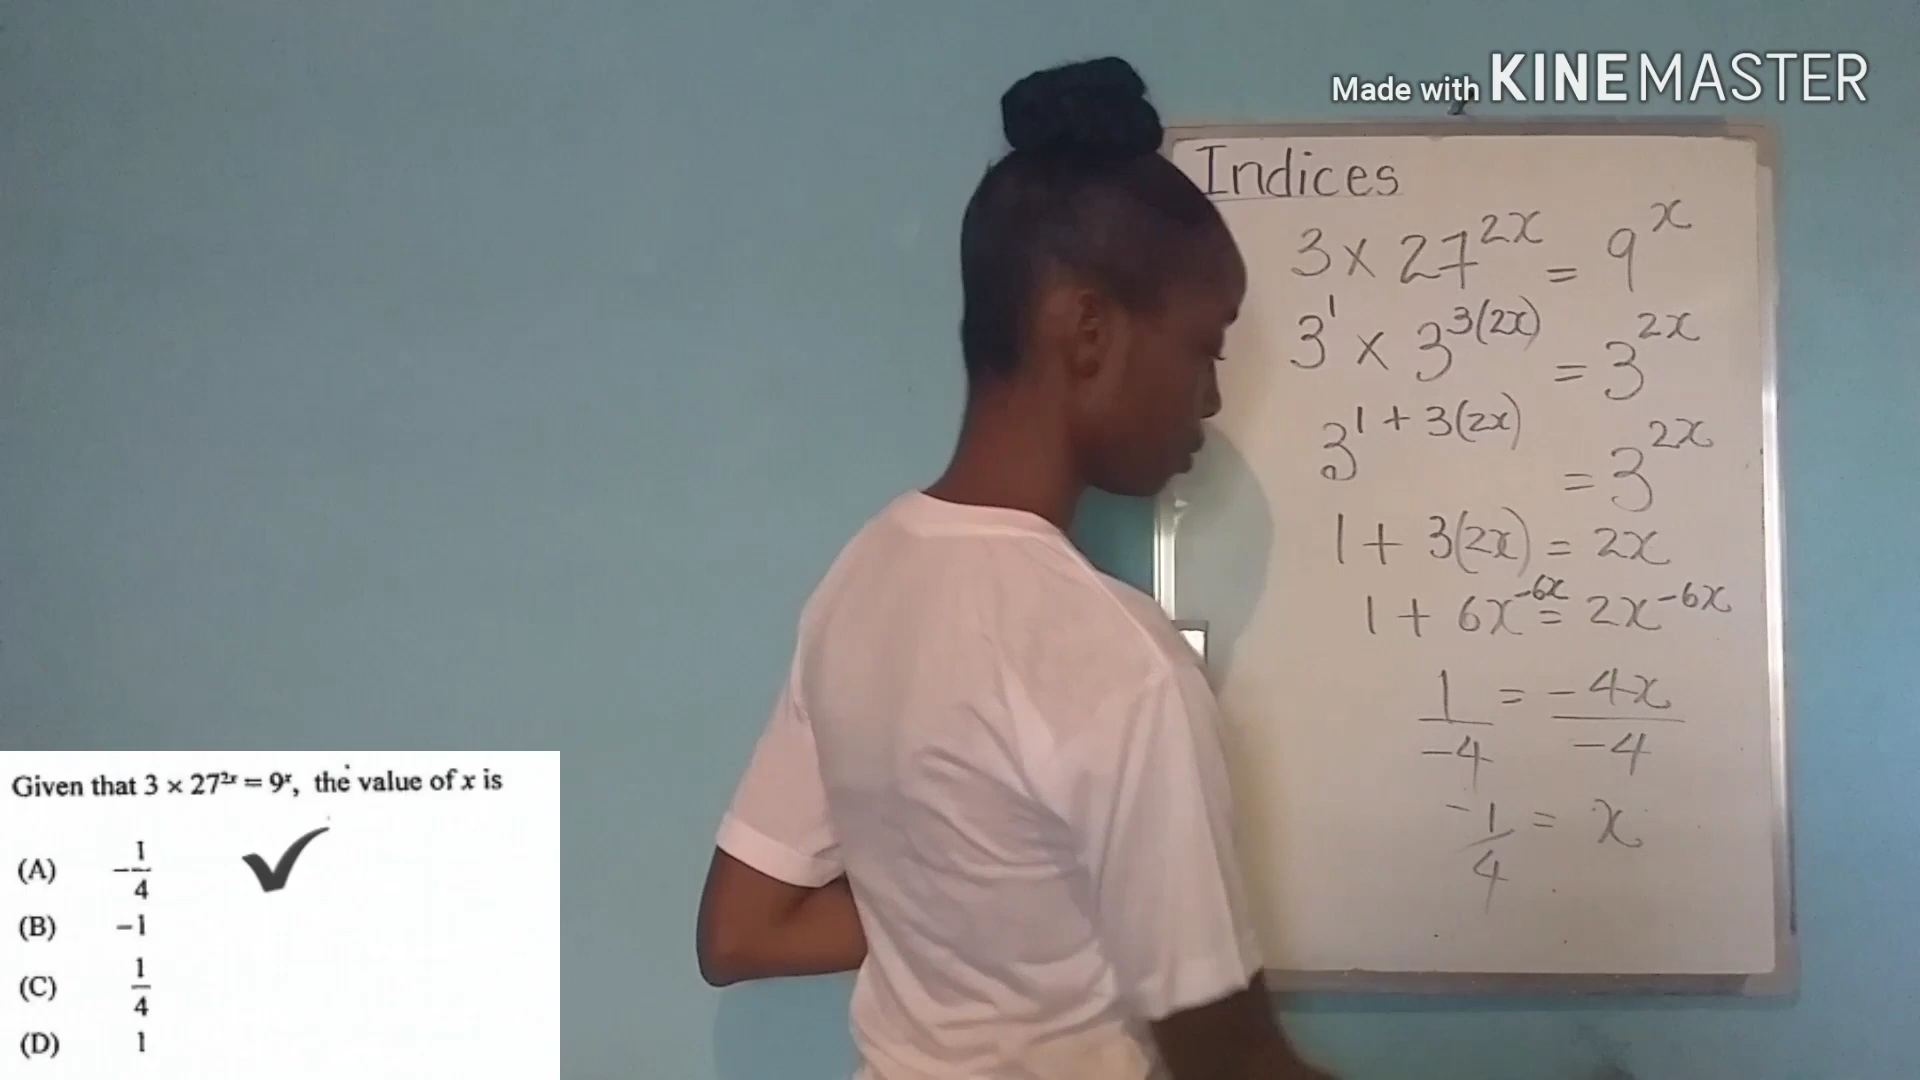 Made with KINEMASTER
Indices
3 × 27^2x = 9^x
3^1 × 3^3(2x) = 3^2x
3^1 + 3(2x) = 3^2x
1 + 3(2x) = 2x
1 + 6x^-6x = 2x^-6x
1/-4 = -4x/-4
-1/4 = x
Given that 3 × 27^2x = 9^x, the value of x is
(A) -1/4
(B) -1
(C) 1/4
(D) 1